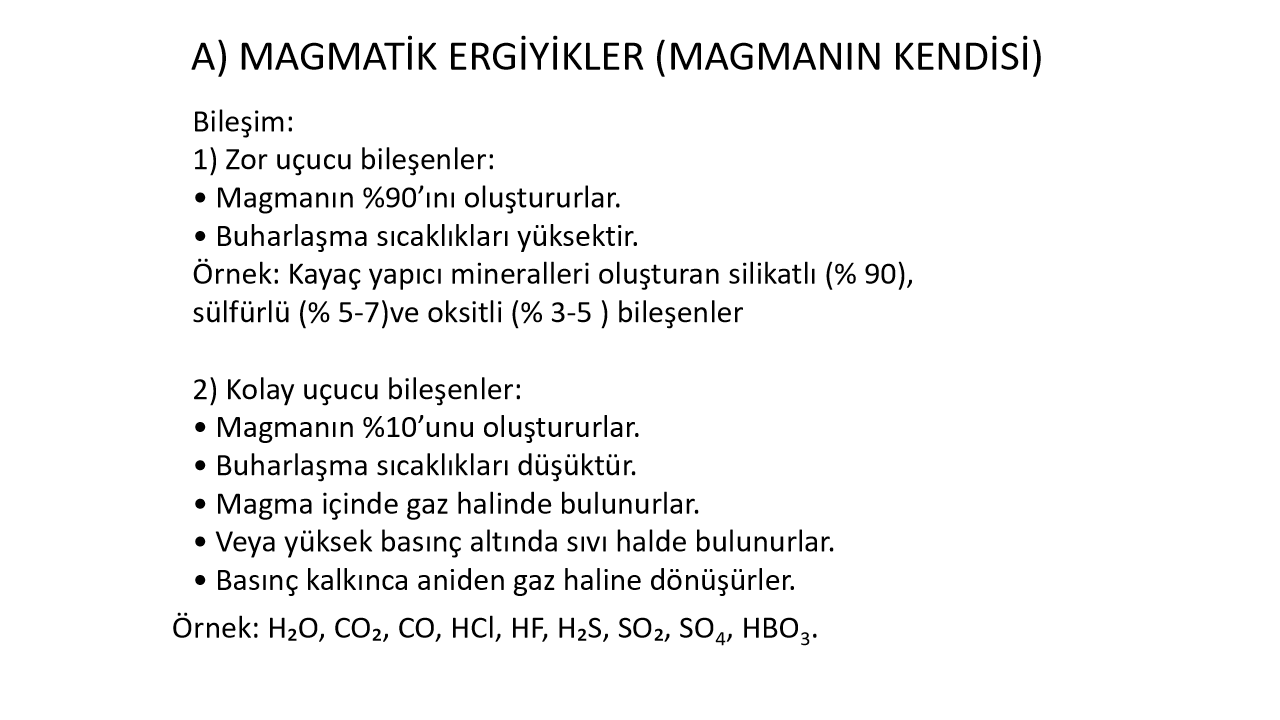 A) MAGMATİK ERGİYİKLER (MAGMANIN KENDİSİ)
Bileşim:
1) Zor uçucu bileşenler:
• Magmanın %90’ını oluştururlar.
• Buharlaşma sıcaklıkları yüksektir.
Örnek: Kayaç yapıcı mineralleri oluşturan silikatlı (% 90),
sülfürlü (% 5-7)ve oksitli (% 3-5 ) bileşenler
2) Kolay uçucu bileşenler:
• Magmanın %10’unu oluştururlar.
• Buharlaşma sıcaklıkları düşüktür.
• Magma içinde gaz halinde bulunurlar.
• Veya yüksek basınç altında sıvı halde bulunurlar.
• Basınç kalkınca aniden gaz haline dönüşürler.
Örnek: H₂O, CO₂, CO, HCl, HF, H₂S, SO₂, SO₄, HBO₃.